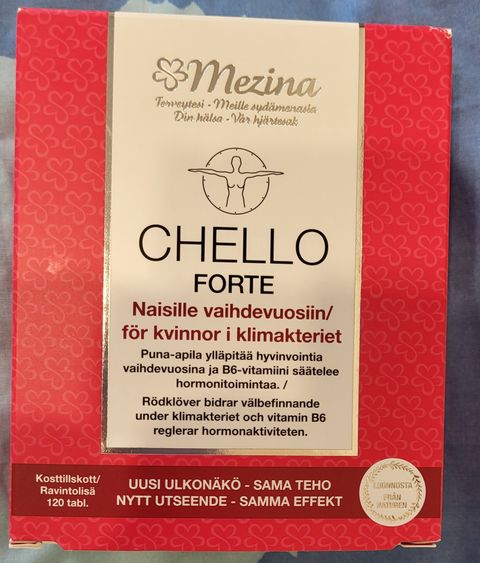 Mezina
Terveytesi - Meille sydämenasia
Din hälsa - Vår hjärtesak
CHELLO
FORTE
Naisille vaihdevuosiin/
för kvinnor i klimakteriet
Puna-apila ylläpitää hyvinvointia
vaihdevuosina ja B6-vitamiini säätelee
hormonitoimintaa. /
Rödklöver bidrar välbefinnande
under klimakteriet och vitamin B6
reglerar hormonaktiviteten.
Kosttillskott/
Ravintolisä
120 tabl.
UUSI ULKONÄKÖ - SAMA TEHO
NYTT UTSEENDE - SAMMA EFFEKT
LUONNOSTA
FRÅN
NATUREN